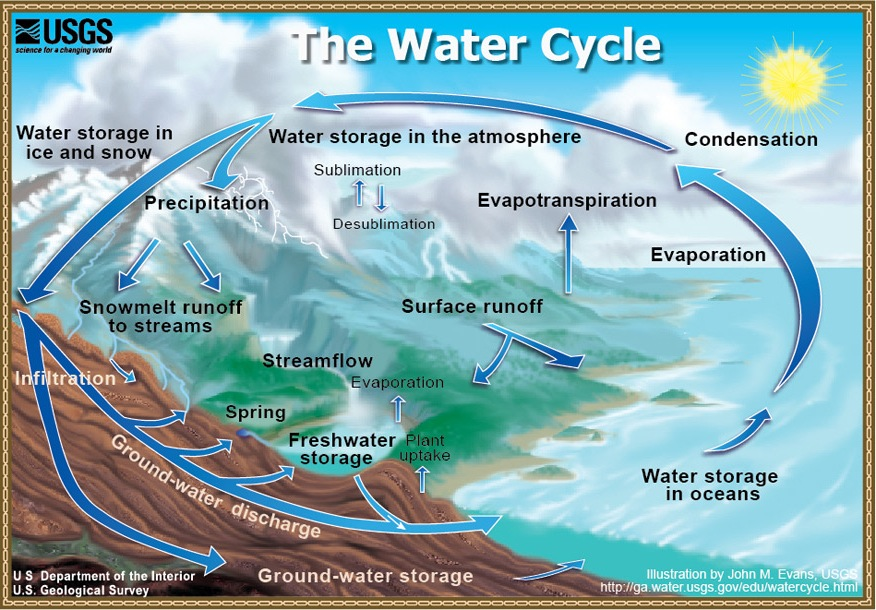 USGS
science for a changing world
The Water Cycle
Water storage in
ice and snow
Water storage in the atmosphere
Condensation
Sublimation
Precipitation
Evapotranspiration
Desublimation
Evaporation
Snowmelt runoff
to streams
Surface runoff
Streamflow
Infiltration
Evaporation
Spring
Freshwater
storage
Plant
uptake
Water storage
in oceans
Ground-water discharge
Ground-water storage
U S Department of the Interior
U.S. Geological Survey
Illustration by John M. Evans, USGS
http://ga.water.usgs.gov/edu/watercycle.html